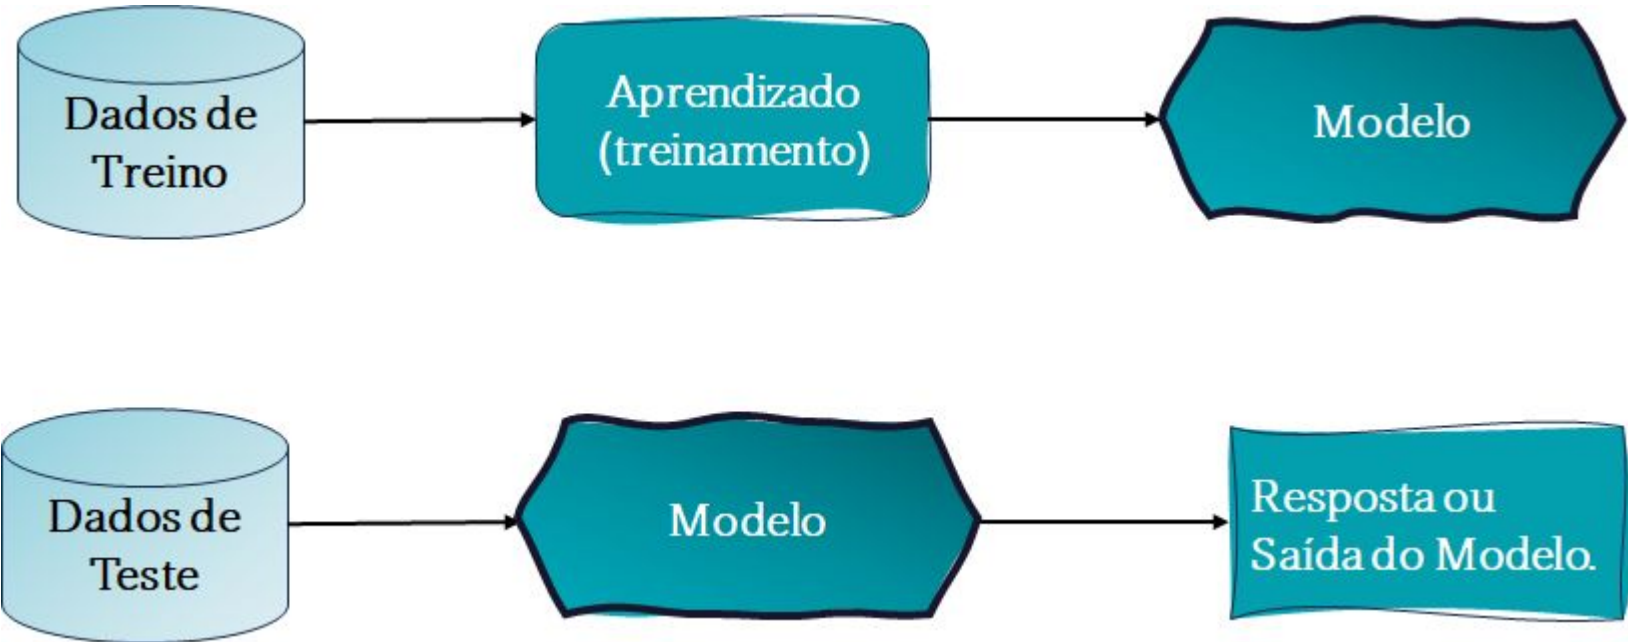 Dados de
Treino
Aprendizado
(treinamento)
Modelo
Dados de
Teste
Modelo
Resposta ou
Saída do Modelo.